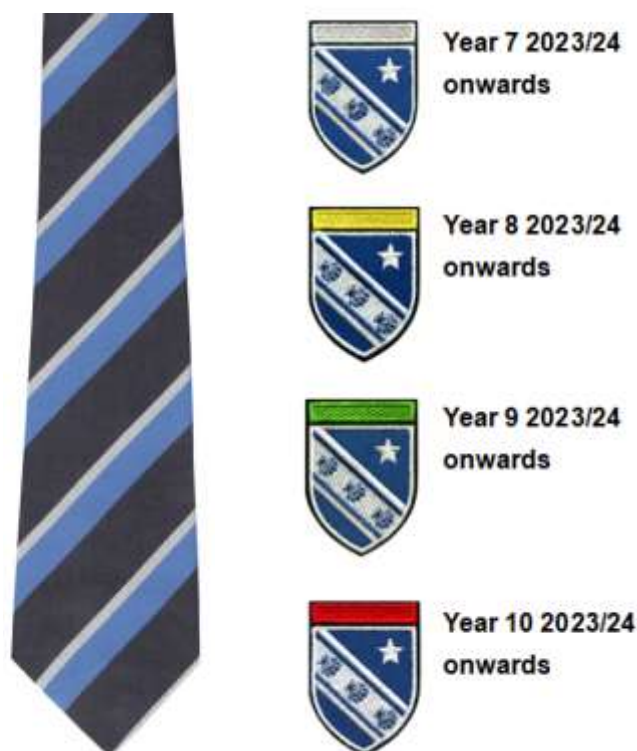 Year 7 2023/24
onwards
Year 8 2023/24
onwards
Year 9 2023/24
onwards
Year 10 2023/24
onwards